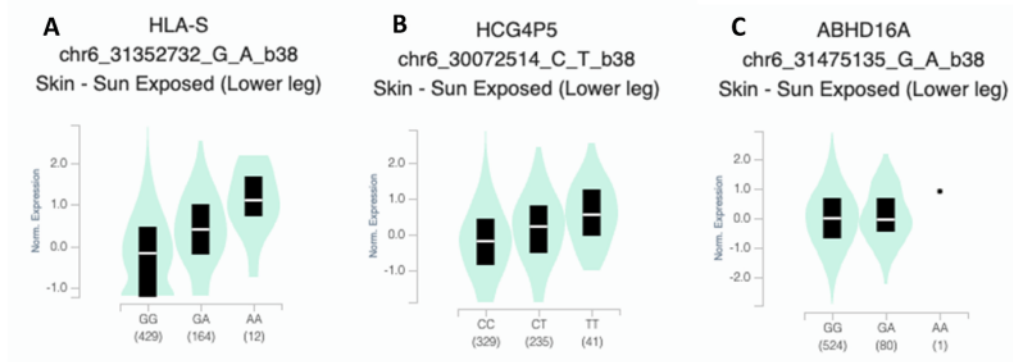 A
HLA-S
chr6_31352732_G_A_b38
Skin - Sun Exposed (Lower leg)
Norm. Expression
2.0
1.0
0.0
-1.0
GG
GA
AA
(429)
(164)
(12)
B
HCG4P5
chr6_30072514_C_T_b38
Skin - Sun Exposed (Lower leg)
Norm. Expression
2.0
1.0
0.0
-1.0
CC
CT
TT
(329)
(235)
(41)
C
ABHD16A
chr6_31475135_G_A_b38
Skin - Sun Exposed (Lower leg)
Norm. Expression
2.0
1.0
0.0
-1.0
-2.0
GG
GA
AA
(524)
(80)
(1)